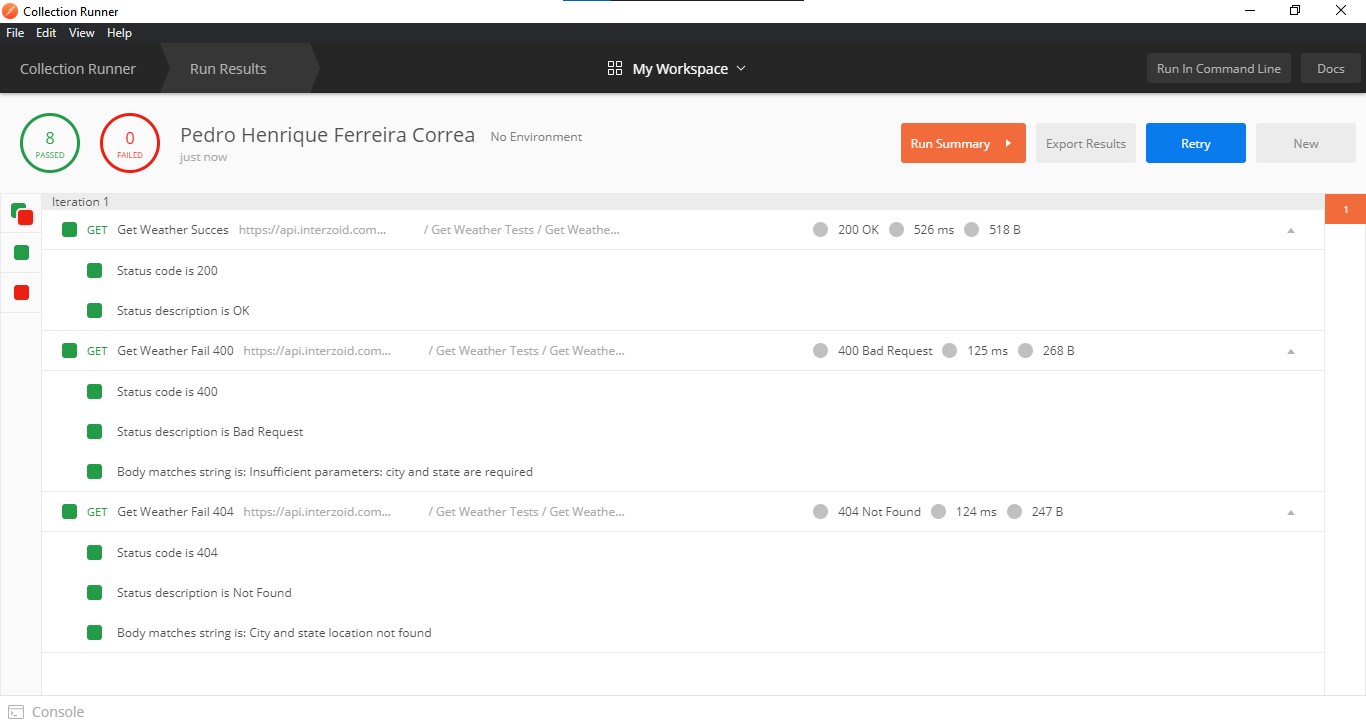 Collection Runner
File Edit View Help
Collection Runner Run Results My Workspace Run In Command Line Docs
8 PASSED
0 FAILED
Pedro Henrique Ferreira Correa No Environment
just now
Run Summary Export Results Retry New
Iteration 1
1
GET Get Weather Succes https://api.interzoid.com... / Get Weather Tests / Get Weathe... 200 OK 526 ms 518 B
Status code is 200
Status description is OK
GET Get Weather Fail 400 https://api.interzoid.com... / Get Weather Tests / Get Weathe... 400 Bad Request 125 ms 268 B
Status code is 400
Status description is Bad Request
Body matches string is: Insufficient parameters: city and state are required
GET Get Weather Fail 404 https://api.interzoid.com... / Get Weather Tests / Get Weathe... 404 Not Found 124 ms 247 B
Status code is 404
Status description is Not Found
Body matches string is: City and state location not found
Console